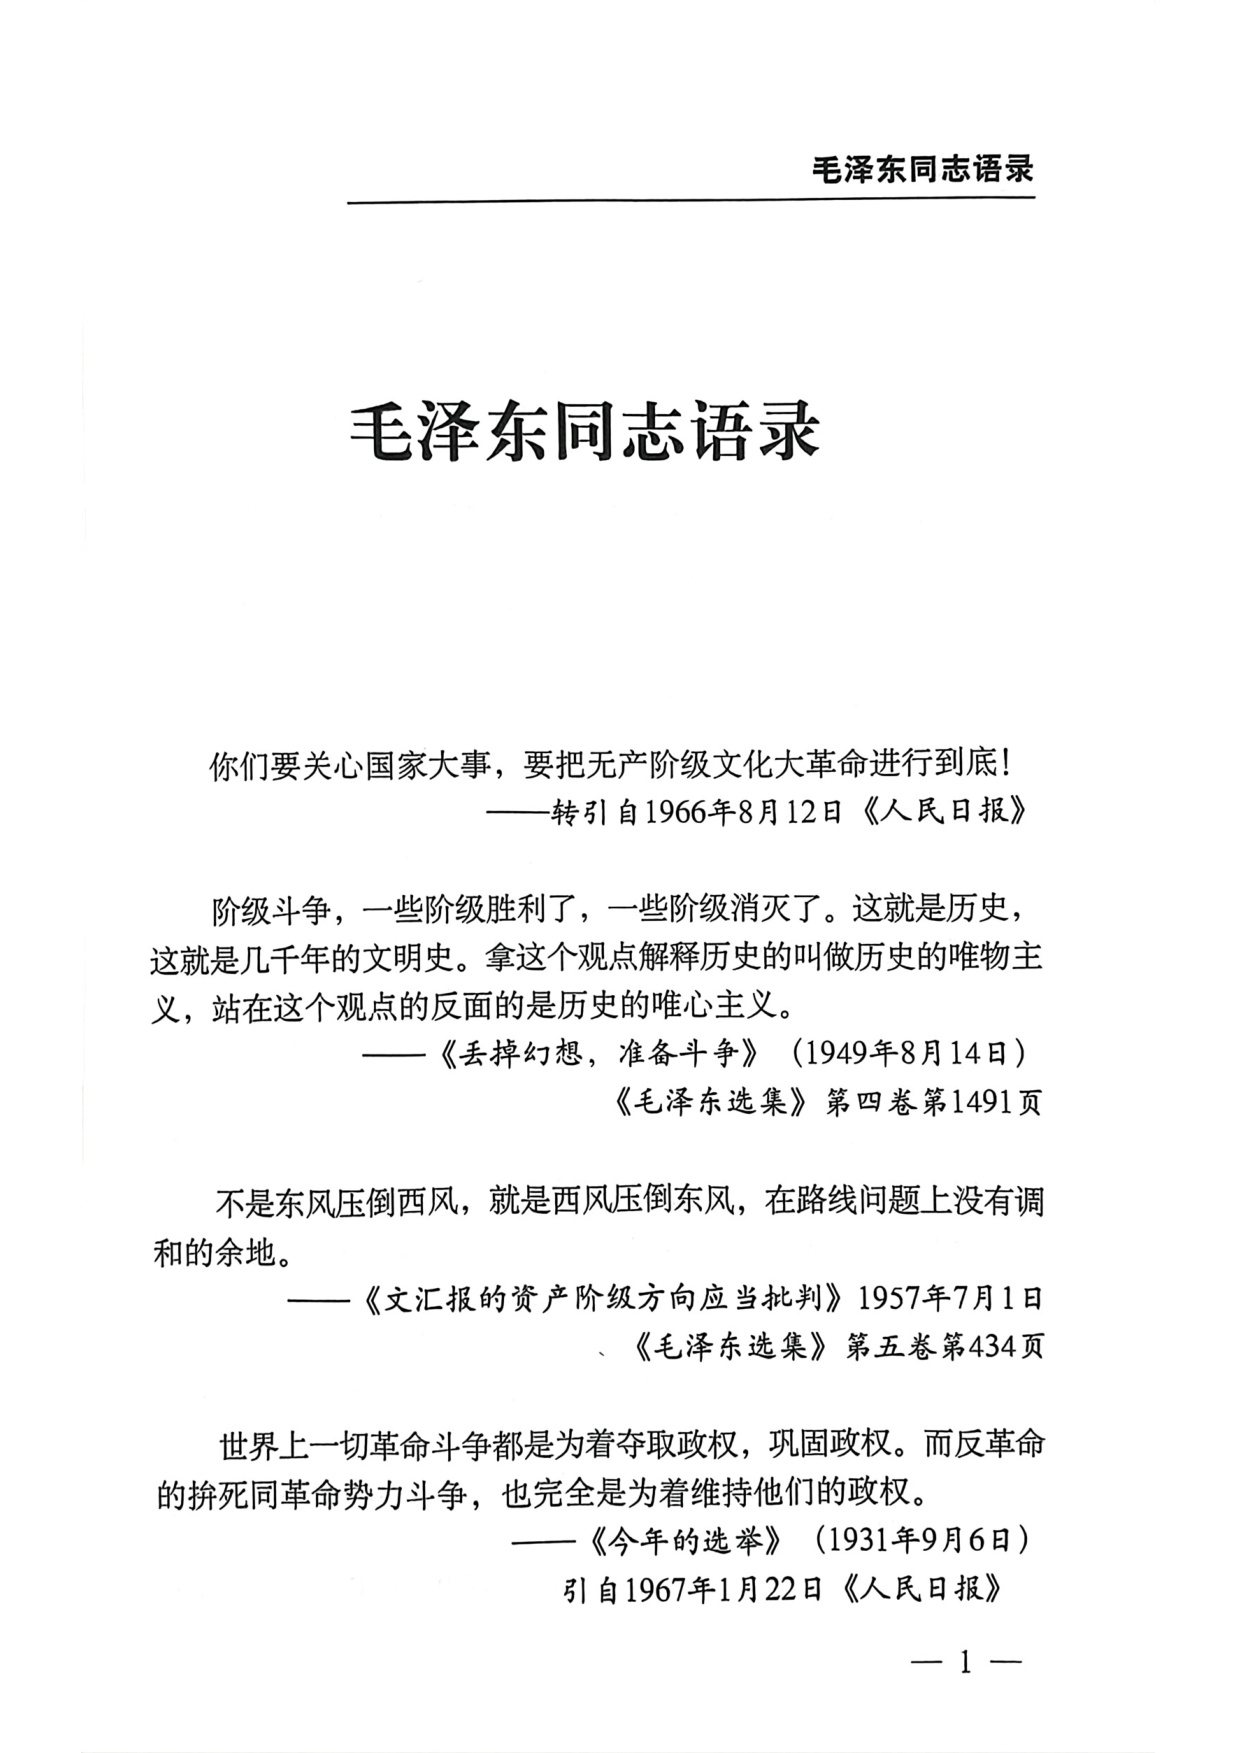 毛泽东同志语录
毛泽东同志语录
你们要关心国家大事，要把无产阶级文化大革命进行到底！
——转引自1966年8月12日《人民日报》
阶级斗争，一些阶级胜利了，一些阶级消灭了。这就是历史，
这就是几千年的文明史。拿这个观点解释历史的叫做历史的唯物主
义，站在这个观点的反面的是历史的唯心主义。
——《丢掉幻想，准备斗争》（1949年8月14日）
《毛泽东选集》第四卷第1491页
不是东风压倒西风，就是西风压倒东风，在路线问题上没有调
和的余地。
——《文汇报的资产阶级方向应当批判》1957年7月1日
《毛泽东选集》第五卷第434页
世界上一切革命斗争都是为着夺取政权，巩固政权。而反革命
的拚死同革命势力斗争，也完全是为着维持他们的政权。
——《今年的选举》（1931年9月6日）
引自1967年1月22日《人民日报》
— 1 —